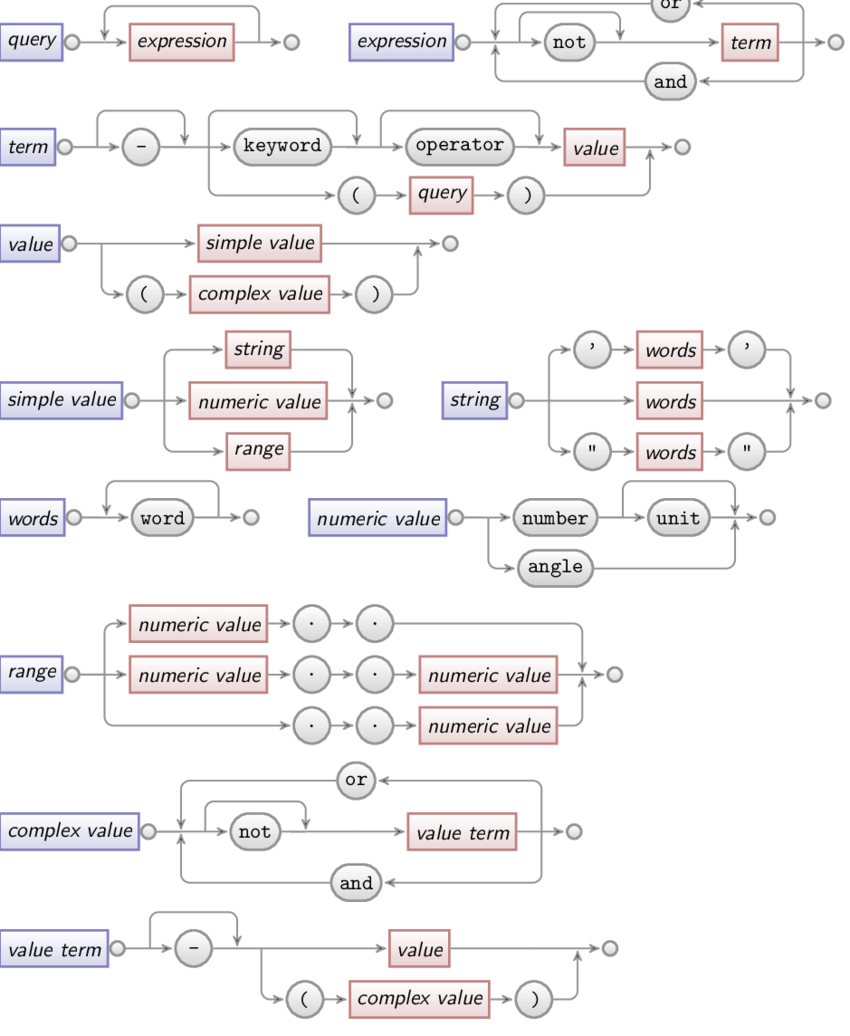 query expression expression or not term and
term - keyword operator value
( query )
value simple value
( complex value )
string
simple value numeric value
range
string ' words '
words
" words "
words word numeric value number unit
angle
numeric value . .
range numeric value . . numeric value
. . numeric value
or
complex value not value term
and
value term - value
( complex value )